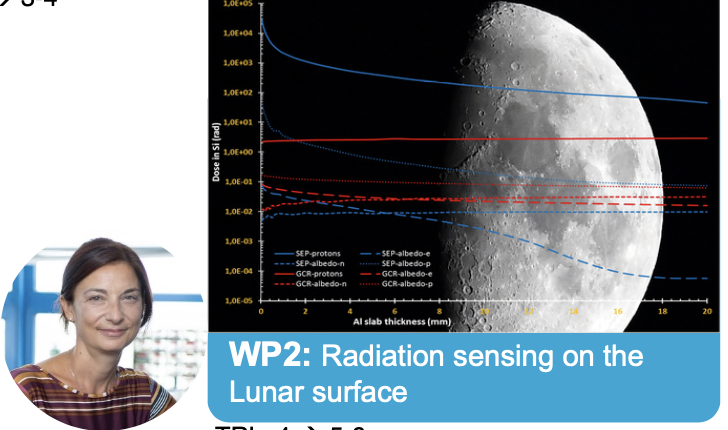 → 3-4
1,0E+05
1,0E+04
1,0E+03
1,0E+02
1,0E+01
1,0E+00
1,0E-01
1,0E-02
1,0E-03
1,0E-04
1,0E-05
Dose in Si (rad)
SEP-protons SEP-albedo-e
SEP-albedo-n SEP-albedo-p
GCR-protons GCR-albedo-e
GCR-albedo-n GCR-albedo-p
0 2 4 6 8 10 12 14 16 18 20
Al slab thickness (mm)
WP2: Radiation sensing on the
Lunar surface